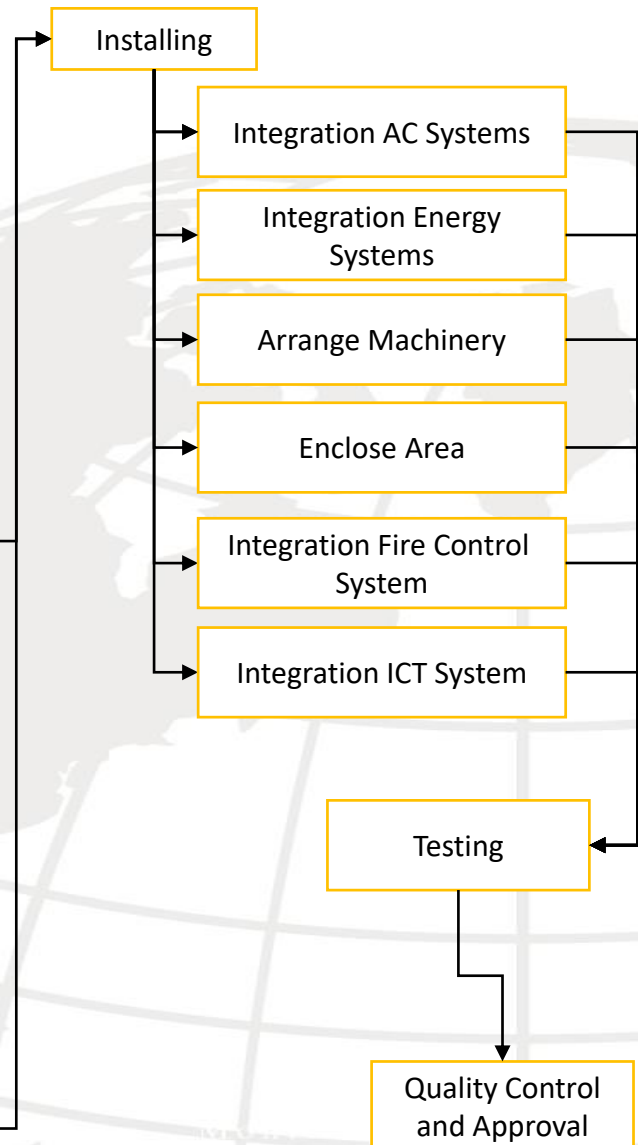 Installing
Integration AC Systems
Integration Energy
Systems
Arrange Machinery
Enclose Area
Integration Fire Control
System
Integration ICT System
Testing
Quality Control
and Approval